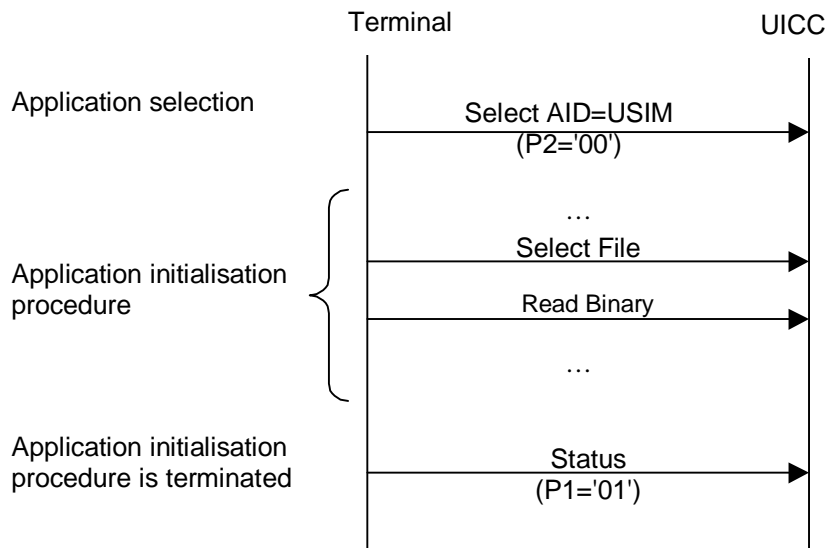 Terminal
UICC
Application selection
Select AID=USIM
(P2='00')
…
Select File
Application initialisation
procedure
Read Binary
…
Application initialisation
procedure is terminated
Status
(P1='01')